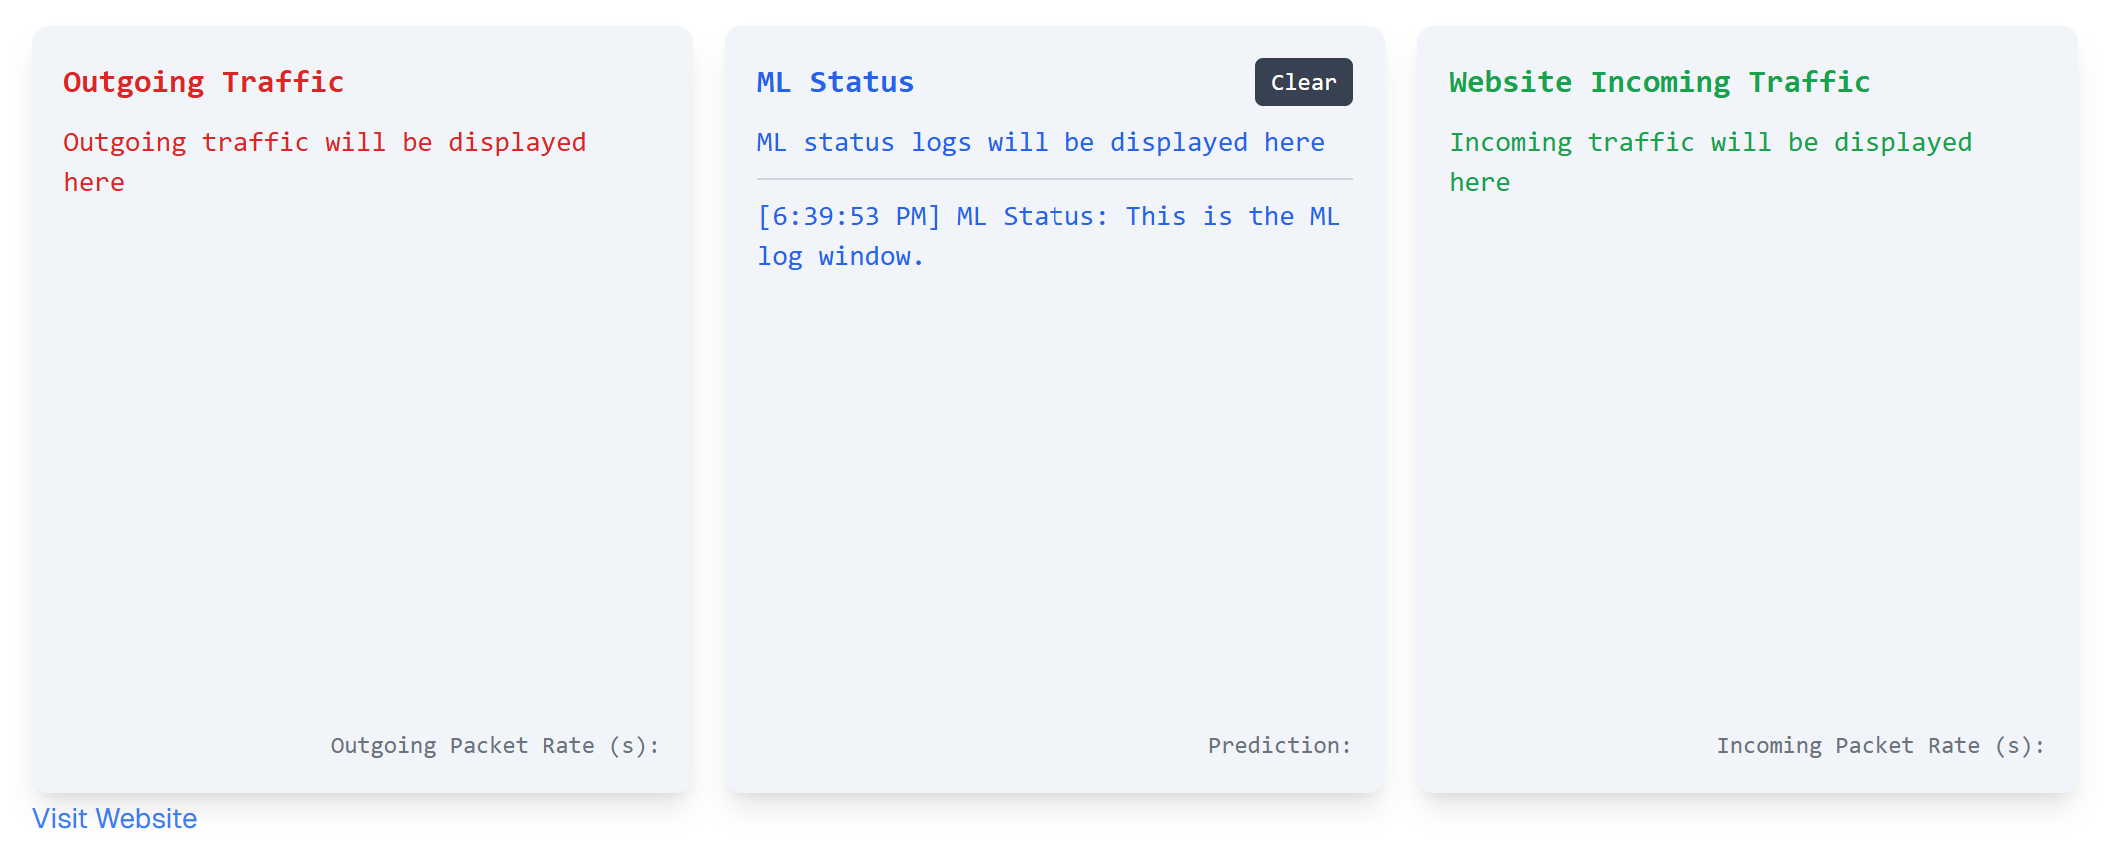 Outgoing Traffic
Outgoing traffic will be displayed
here
Outgoing Packet Rate (s):
ML Status
Clear
ML status logs will be displayed here
[6:39:53 PM] ML Status: This is the ML
log window.
Prediction:
Website Incoming Traffic
Incoming traffic will be displayed
here
Incoming Packet Rate (s):
Visit Website